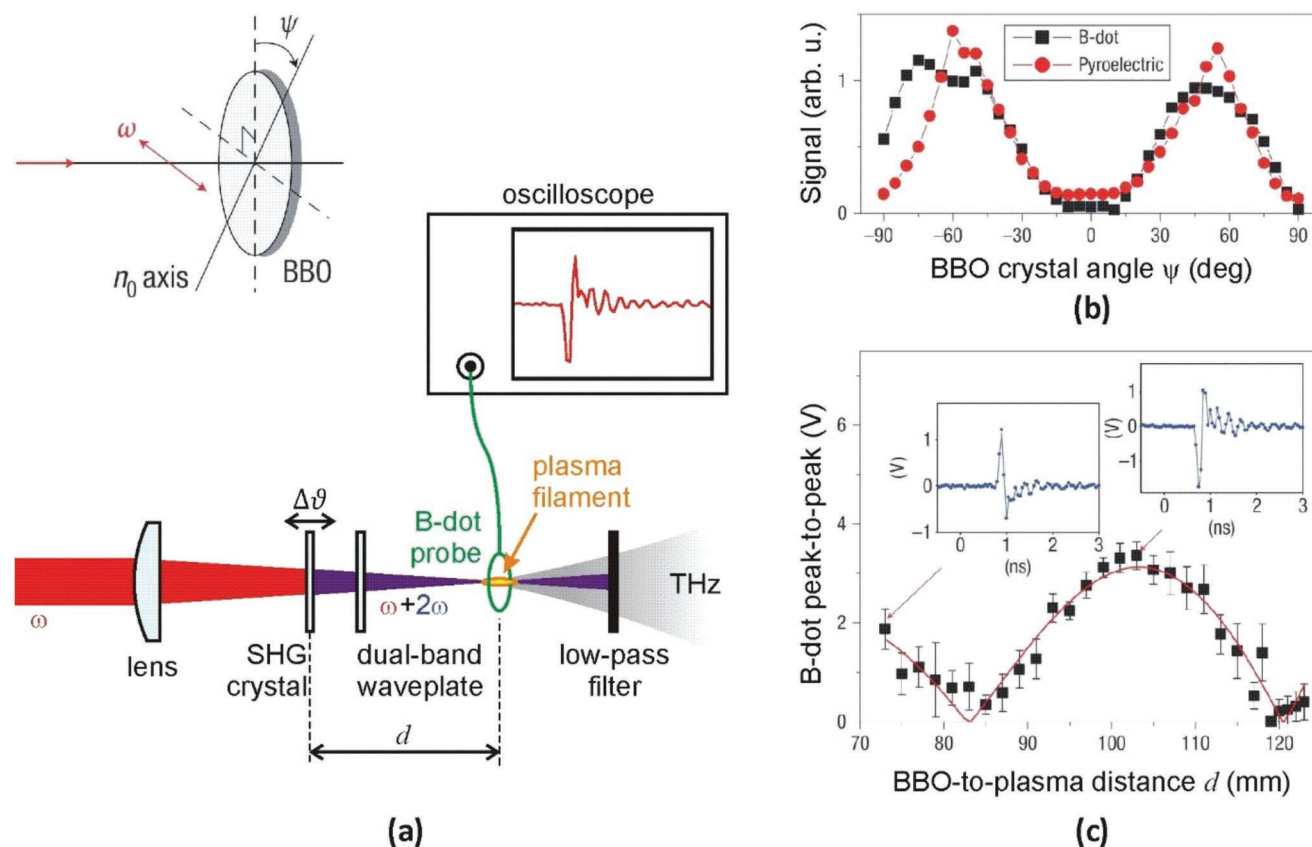 ψ
ω
n0 axis
BBO
oscilloscope
Δϑ
plasma
filament
B-dot
probe
THz
ω
ω+2ω
lens
SHG
crystal
dual-band
waveplate
low-pass
filter
d
(a)
B-dot
Pyroelectric
Signal (arb. u.)
1
0
−90
−60
−30
0
30
60
90
BBO crystal angle ψ (deg)
(b)
B-dot peak-to-peak (V)
6
4
2
0
70
80
90
100
110
120
(V)
1
0
−1
0
1
2
3
(ns)
(V)
1
0
−1
0
1
2
3
(ns)
BBO-to-plasma distance d (mm)
(c)